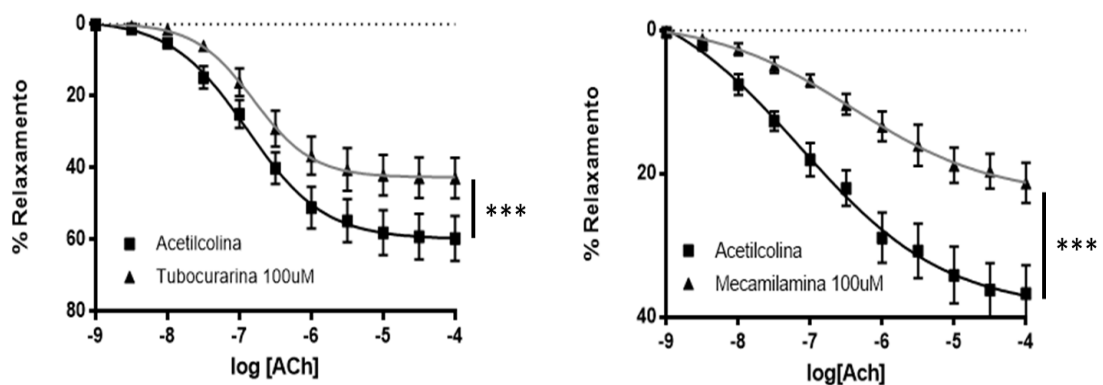 % Relaxamento
0
20
40
60
80
Acetilcolina
Tubocurarina 100uM
***
-9 -8 -7 -6 -5 -4
log [ACh]
% Relaxamento
0
20
40
Acetilcolina
Mecamilamina 100uM
***
-9 -8 -7 -6 -5 -4
log[Ach]